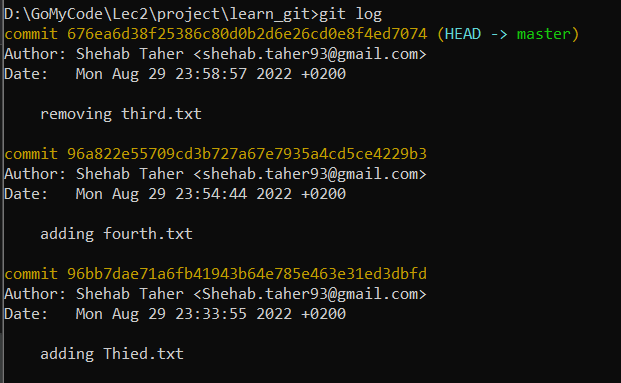 D:\GoMyCode\Lec2\project\learn_git>git log
commit 676ea6d38f25386c80d0b2d6e26cd0e8f4ed7074 (HEAD -> master)
Author: Shehab Taher <shehab.taher93@gmail.com>
Date:   Mon Aug 29 23:58:57 2022 +0200
    removing third.txt
commit 96a822e55709cd3b727a67e7935a4cd5ce4229b3
Author: Shehab Taher <shehab.taher93@gmail.com>
Date:   Mon Aug 29 23:54:44 2022 +0200
    adding fourth.txt
commit 96bb7dae71a6fb41943b64e785e463e31ed3dbfd
Author: Shehab Taher <Shehab.taher93@gmail.com>
Date:   Mon Aug 29 23:33:55 2022 +0200
    adding Thied.txt